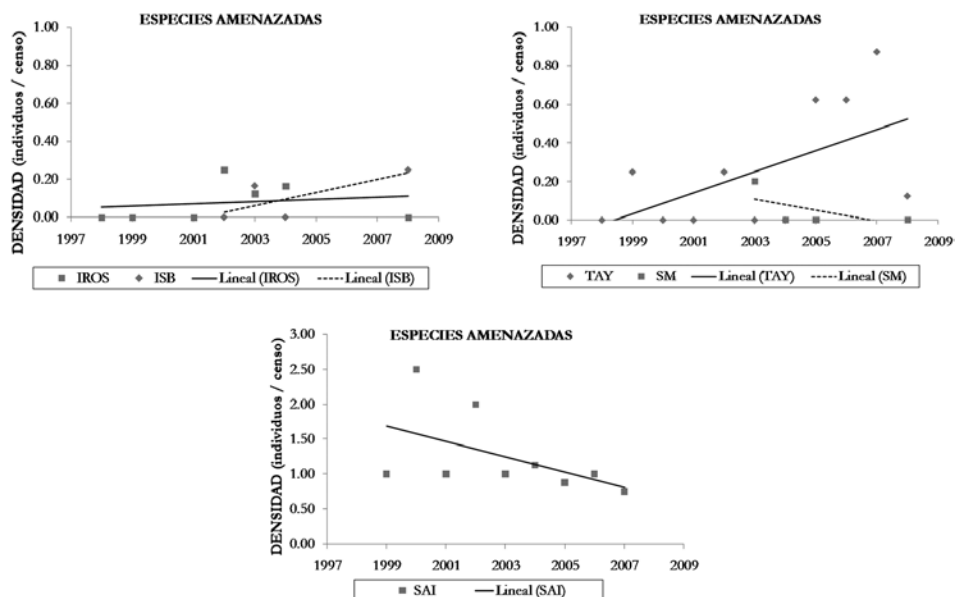 ESPECIES AMENAZADAS
DENSIDAD (individuos / censo)
1.00
0.80
0.60
0.40
0.20
0.00
1997 1999 2001 2003 2005 2007 2009
IROS ISB Lineal (IROS) Lineal (ISB)
ESPECIES AMENAZADAS
DENSIDAD (individuos / censo)
1.00
0.80
0.60
0.40
0.20
0.00
1997 1999 2001 2003 2005 2007 2009
TAY SM Lineal (TAY) Lineal (SM)
ESPECIES AMENAZADAS
DENSIDAD (individuos / censo)
3.00
2.50
2.00
1.50
1.00
0.50
0.00
1997 1999 2001 2003 2005 2007 2009
SAI Lineal (SAI)